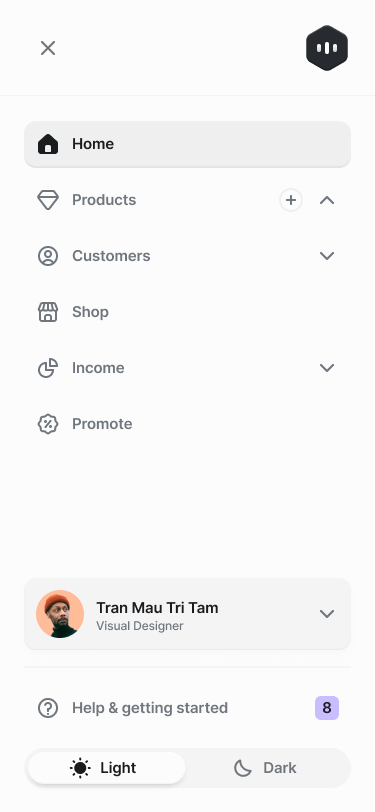 Home
Products
Customers
Shop
Income
Promote
Tran Mau Tri Tam
Visual Designer
Help & getting started 8
Light Dark